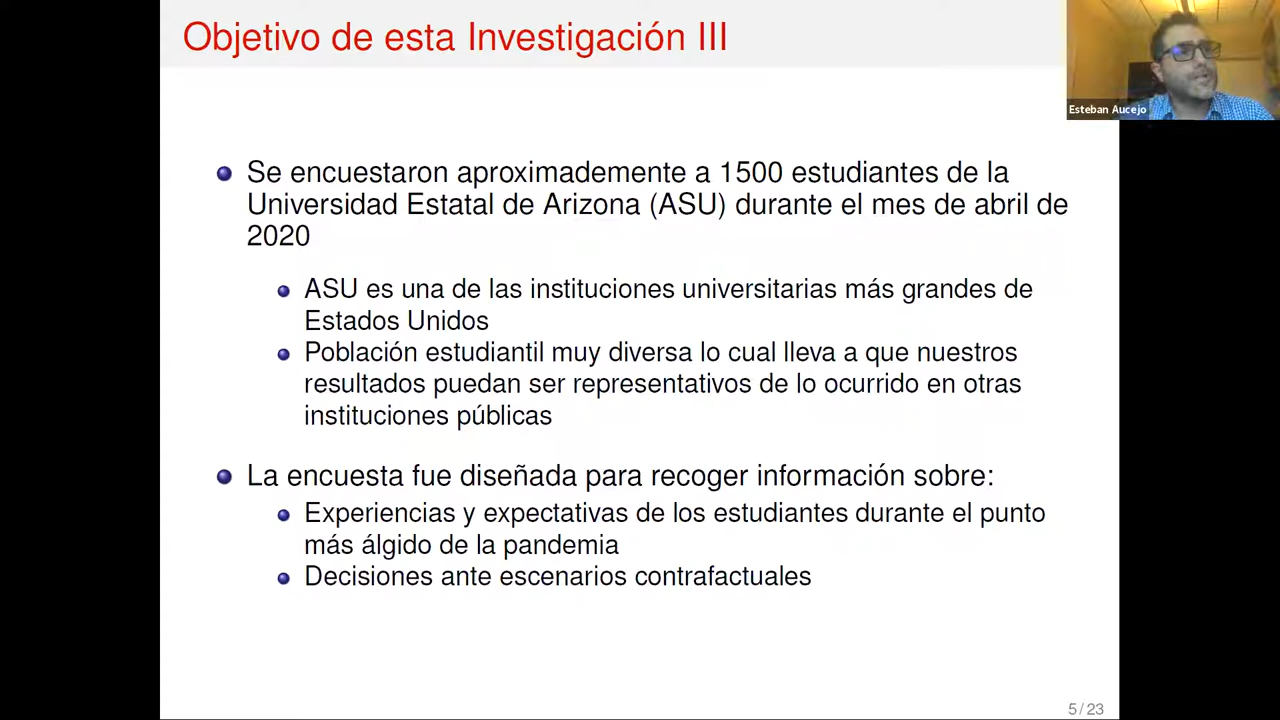 Objetivo de esta Investigación III
Esteban Aucejo
Se encuestaron aproximademente a 1500 estudiantes de la
Universidad Estatal de Arizona (ASU) durante el mes de abril de
2020
ASU es una de las instituciones universitarias más grandes de
Estados Unidos
Población estudiantil muy diversa lo cual lleva a que nuestros
resultados puedan ser representativos de lo ocurrido en otras
instituciones públicas
La encuesta fue diseñada para recoger información sobre:
Experiencias y expectativas de los estudiantes durante el punto
más álgido de la pandemia
Decisiones ante escenarios contrafactuales
5 / 23